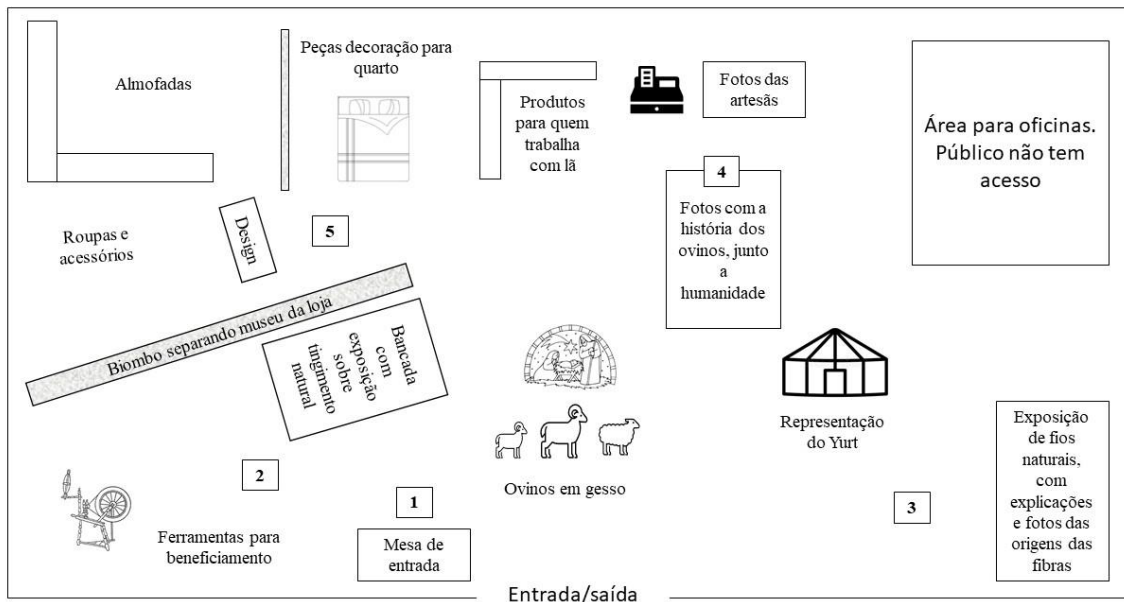 Almofadas
Peças decoração para
quarto
Produtos
para quem
trabalha
com lã
Fotos das
artesãs
Área para oficinas.
Público não tem
acesso
4
Fotos com a
história dos
ovinos, junto
a
humanidade
Roupas e
acessórios
Design
5
Biombo separando museu da loja
Bancada
com
exposição
sobre
tingimento
natural
Representação
do Yurt
Ovinos em gesso
Exposição
de fios
naturais,
com
explicações
e fotos das
origens das
fibras
2
1
3
Ferramentas para
beneficiamento
Mesa de
entrada
Entrada/saída